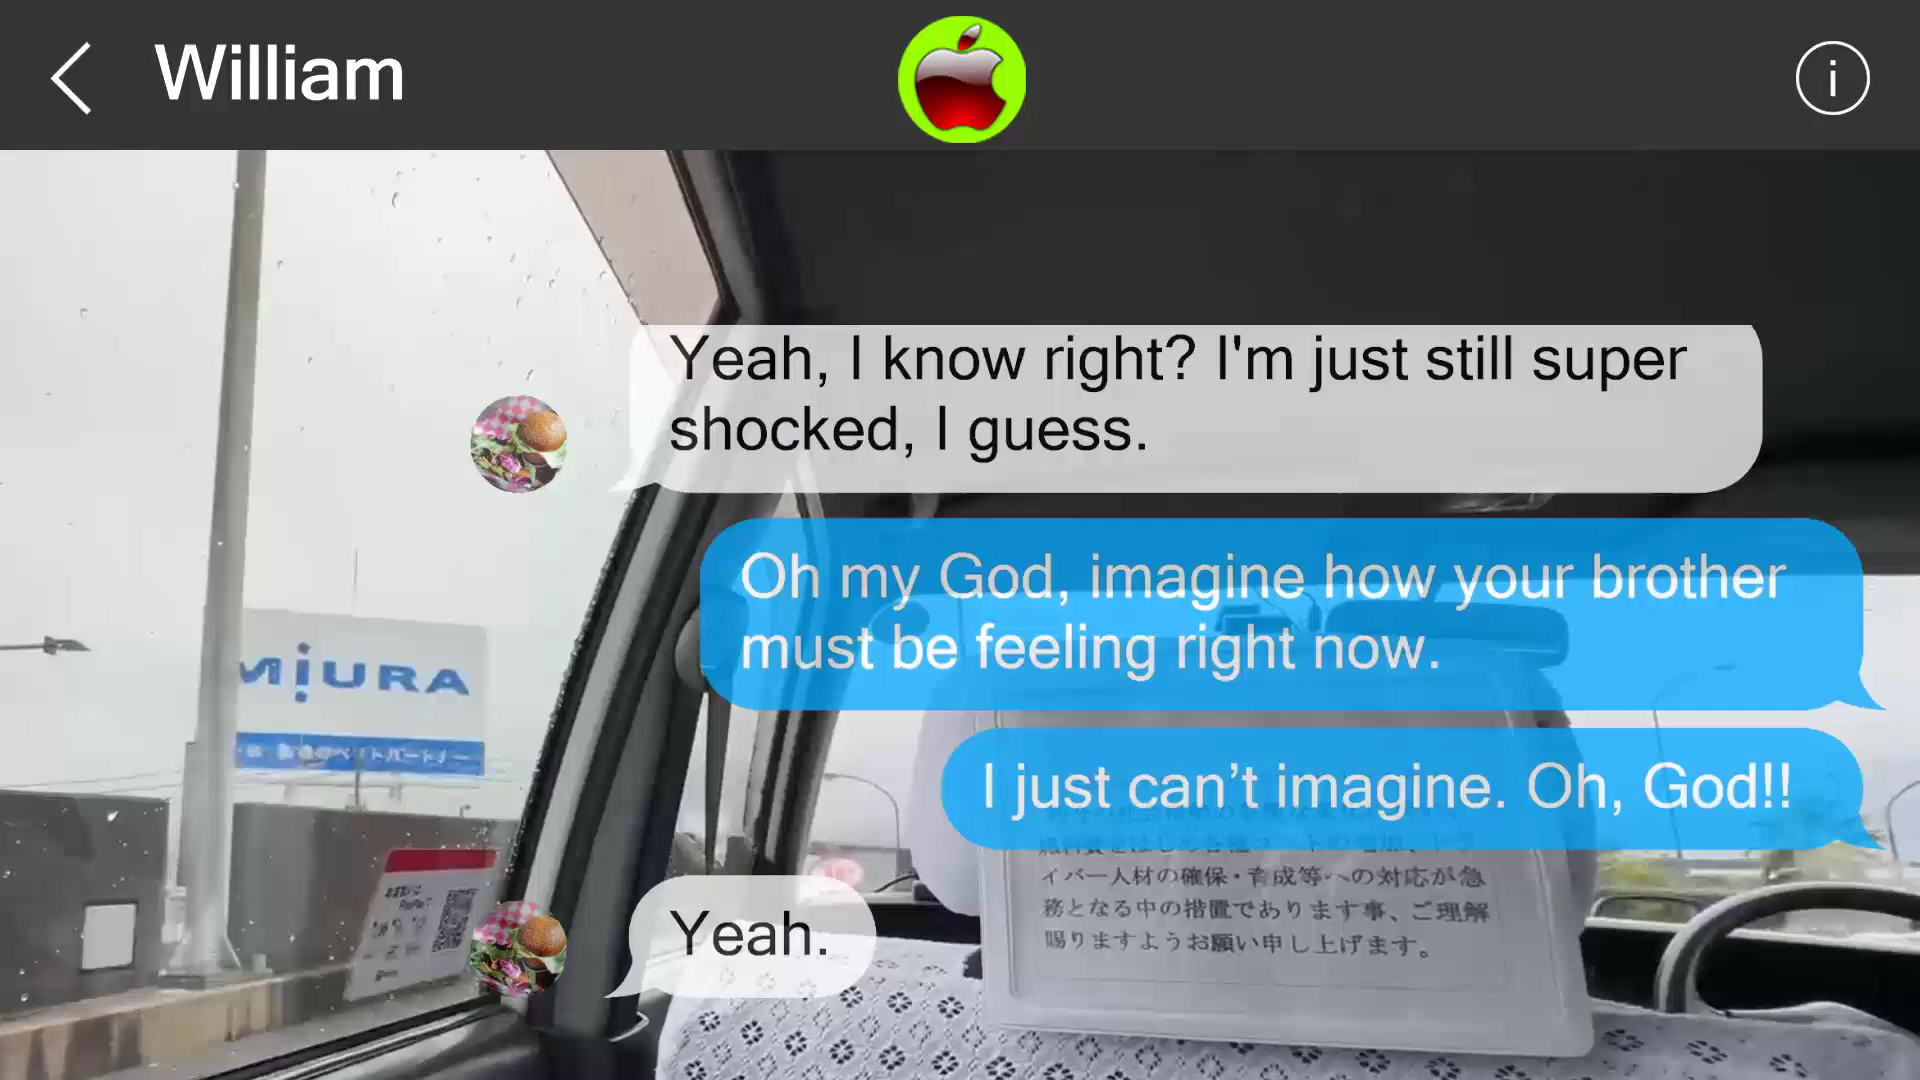 William
i
Yeah, I know right? I'm just still super
shocked, I guess.
Oh my God, imagine how your brother
must be feeling right now.
I just can’t imagine. Oh, God!!
Yeah.
MiURA
イバー人材の確保・育成等への対応が急
務となる中の措置であります事、ご理解
賜りますようお願い申し上げます。